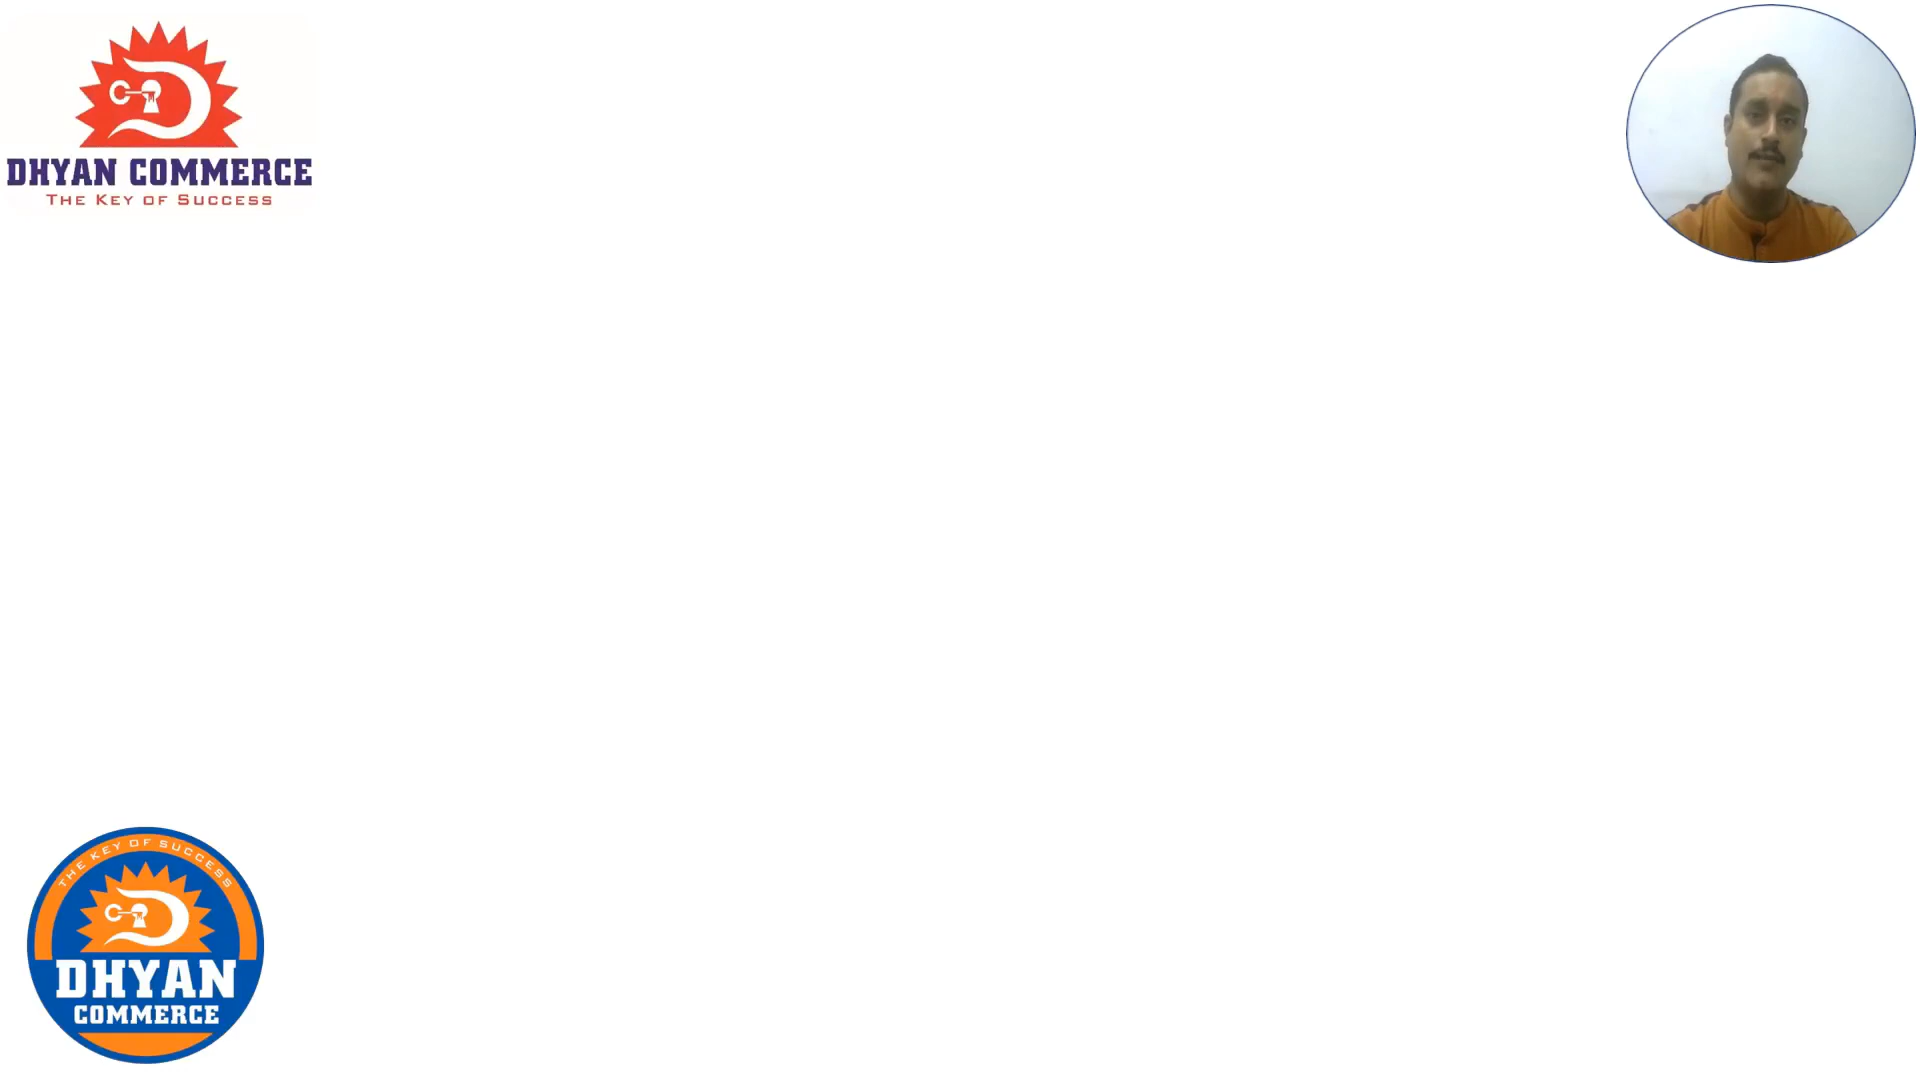 DHYAN COMMERCE
THE KEY OF SUCCESS
THE KEY OF SUCCESS
DHYAN
COMMERCE